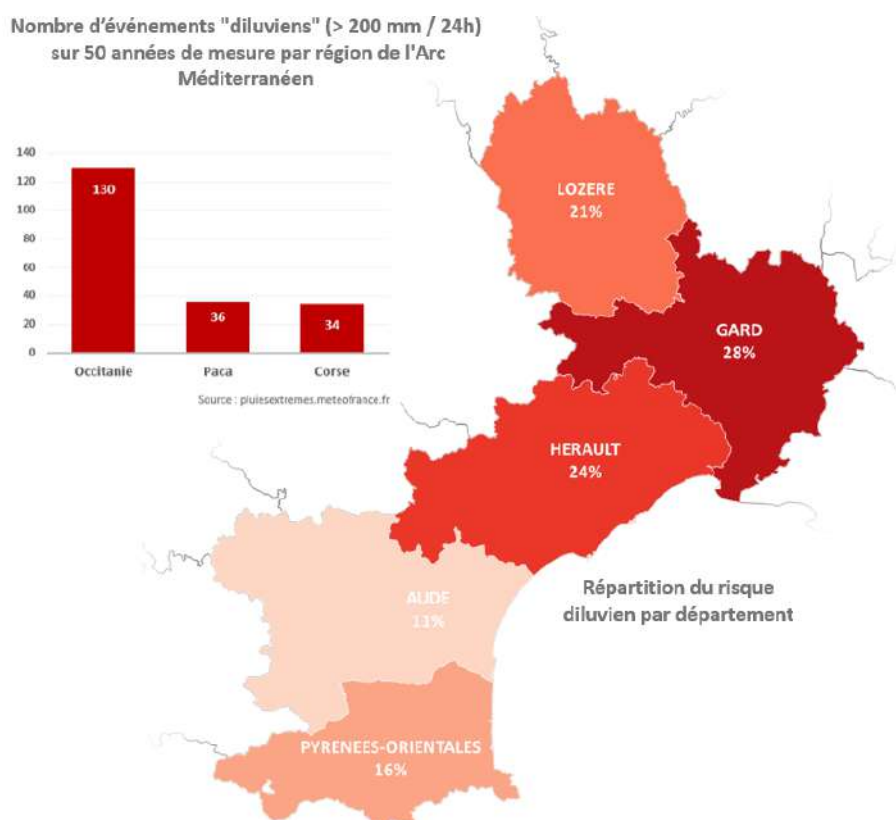 Nombre d'événements "diluviens" (> 200 mm / 24h)
sur 50 années de mesure par région de l'Arc
Méditerranéen
140
120
100
80
60
40
20
0
130
36
34
Occitanie
Paca
Corse
Source : pluiesextremes.meteofrance.fr
LOZERE
21%
GARD
28%
HERAULT
24%
AUDE
11%
PYRENEES-ORIENTALES
16%
Répartition du risque
diluvien par département